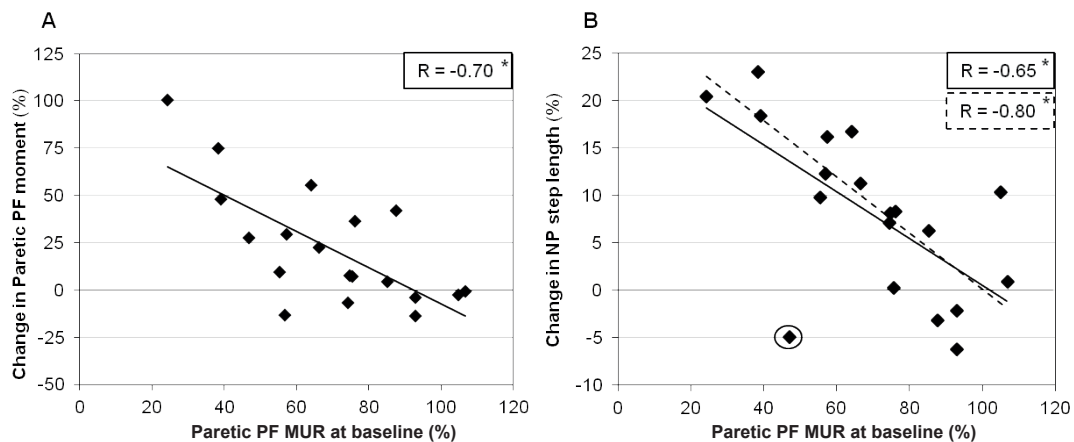 A
R = -0.70 *
Change in Paretic PF moment (%)
125
100
75
50
25
0
-25
-50
0 20 40 60 80 100 120
Paretic PF MUR at baseline (%)
B
R = -0.65 *
R = -0.80 *
Change in NP step length (%)
25
20
15
10
5
0
-5
-10
0 20 40 60 80 100 120
Paretic PF MUR at baseline (%)